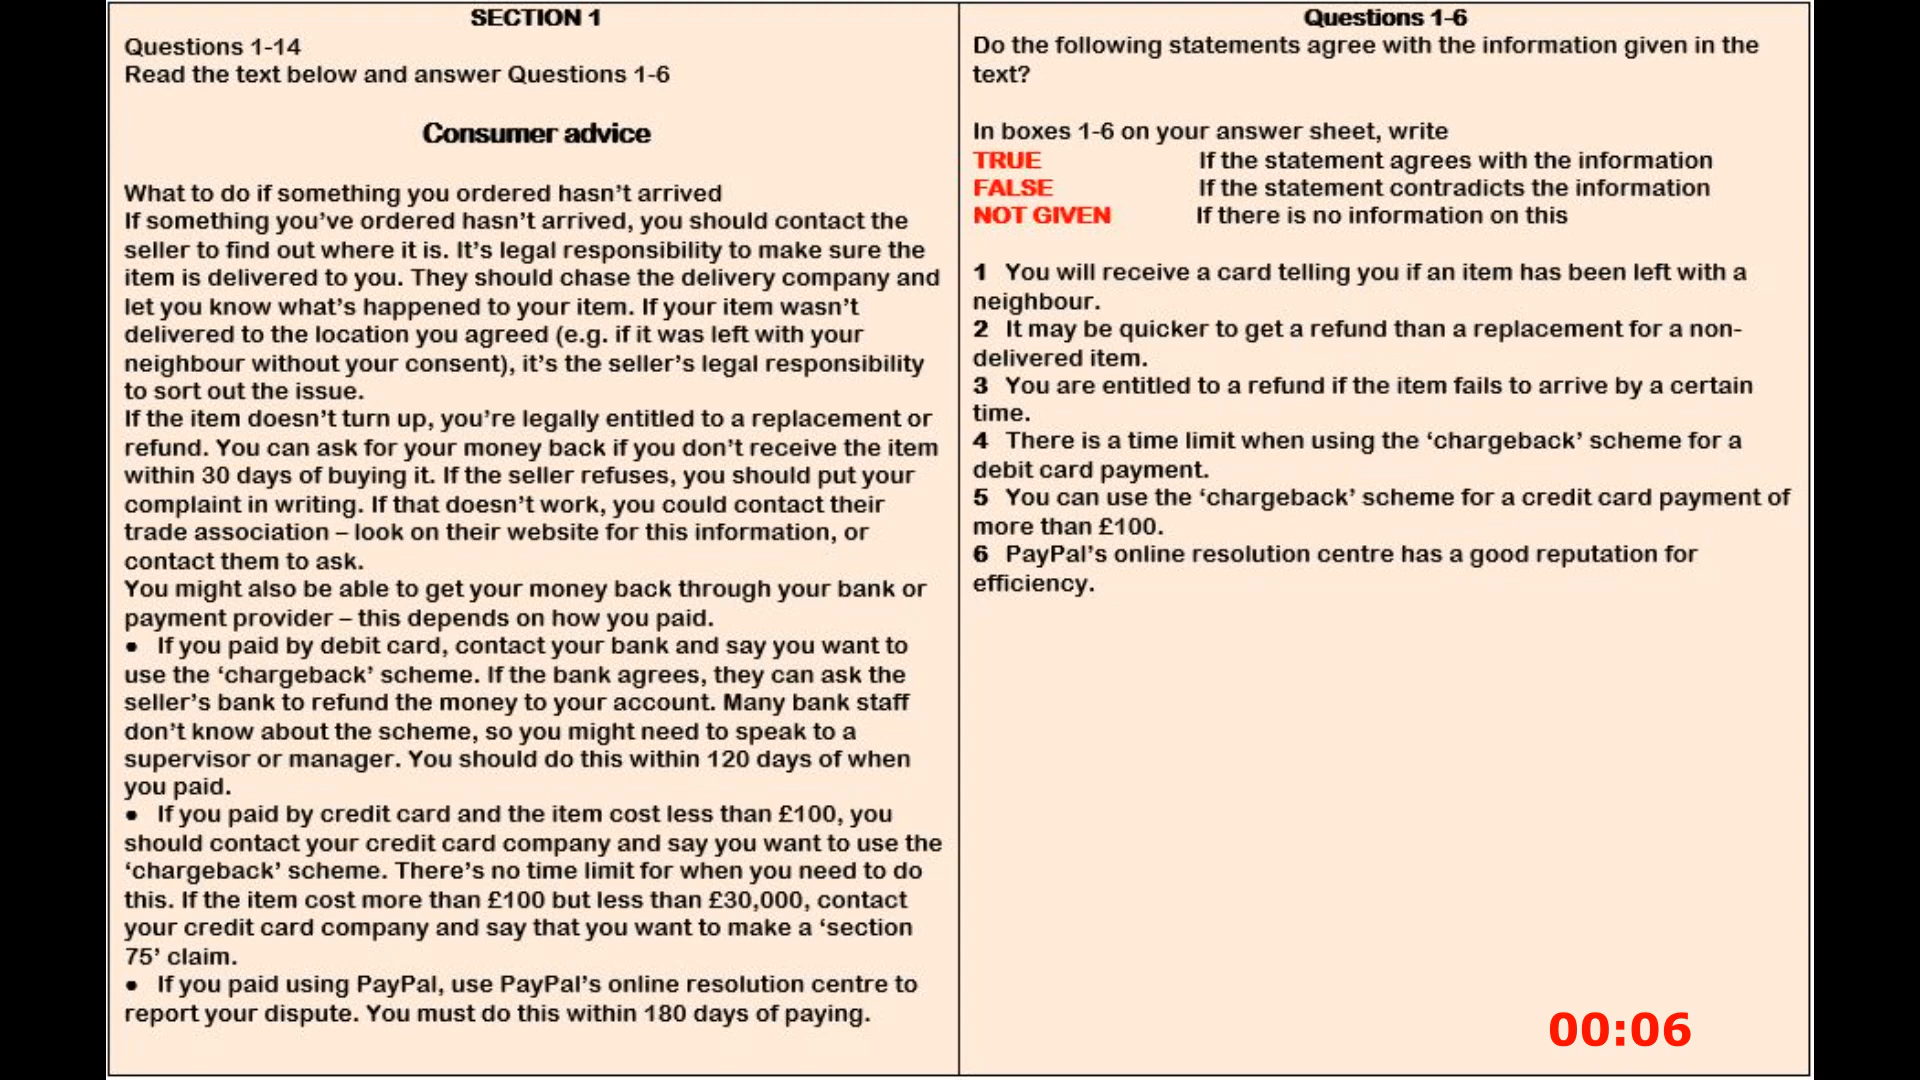 SECTION 1
Questions 1-14
Read the text below and answer Questions 1-6
Consumer advice
What to do if something you ordered hasn't arrived
If something you've ordered hasn't arrived, you should contact the
seller to find out where it is. It's legal responsibility to make sure the
item is delivered to you. They should chase the delivery company and
let you know what's happened to your item. If your item wasn't
delivered to the location you agreed (e.g. if it was left with your
neighbour without your consent), it's the seller's legal responsibility
to sort out the issue.
If the item doesn't turn up, you're legally entitled to a replacement or
refund. You can ask for your money back if you don't receive the item
within 30 days of buying it. If the seller refuses, you should put your
complaint in writing. If that doesn't work, you could contact their
trade association – look on their website for this information, or
contact them to ask.
You might also be able to get your money back through your bank or
payment provider – this depends on how you paid.
• If you paid by debit card, contact your bank and say you want to
use the 'chargeback' scheme. If the bank agrees, they can ask the
seller's bank to refund the money to your account. Many bank staff
don't know about the scheme, so you might need to speak to a
supervisor or manager. You should do this within 120 days of when
you paid.
• If you paid by credit card and the item cost less than £100, you
should contact your credit card company and say you want to use the
'chargeback' scheme. There's no time limit for when you need to do
this. If the item cost more than £100 but less than £30,000, contact
your credit card company and say that you want to make a 'section
75' claim.
• If you paid using PayPal, use PayPal's online resolution centre to
report your dispute. You must do this within 180 days of paying.
Questions 1-6
Do the following statements agree with the information given in the
text?
In boxes 1-6 on your answer sheet, write
TRUE If the statement agrees with the information
FALSE If the statement contradicts the information
NOT GIVEN If there is no information on this
1 You will receive a card telling you if an item has been left with a
neighbour.
2 It may be quicker to get a refund than a replacement for a non-
delivered item.
3 You are entitled to a refund if the item fails to arrive by a certain
time.
4 There is a time limit when using the 'chargeback' scheme for a
debit card payment.
5 You can use the 'chargeback' scheme for a credit card payment of
more than £100.
6 PayPal's online resolution centre has a good reputation for
efficiency.
00:06